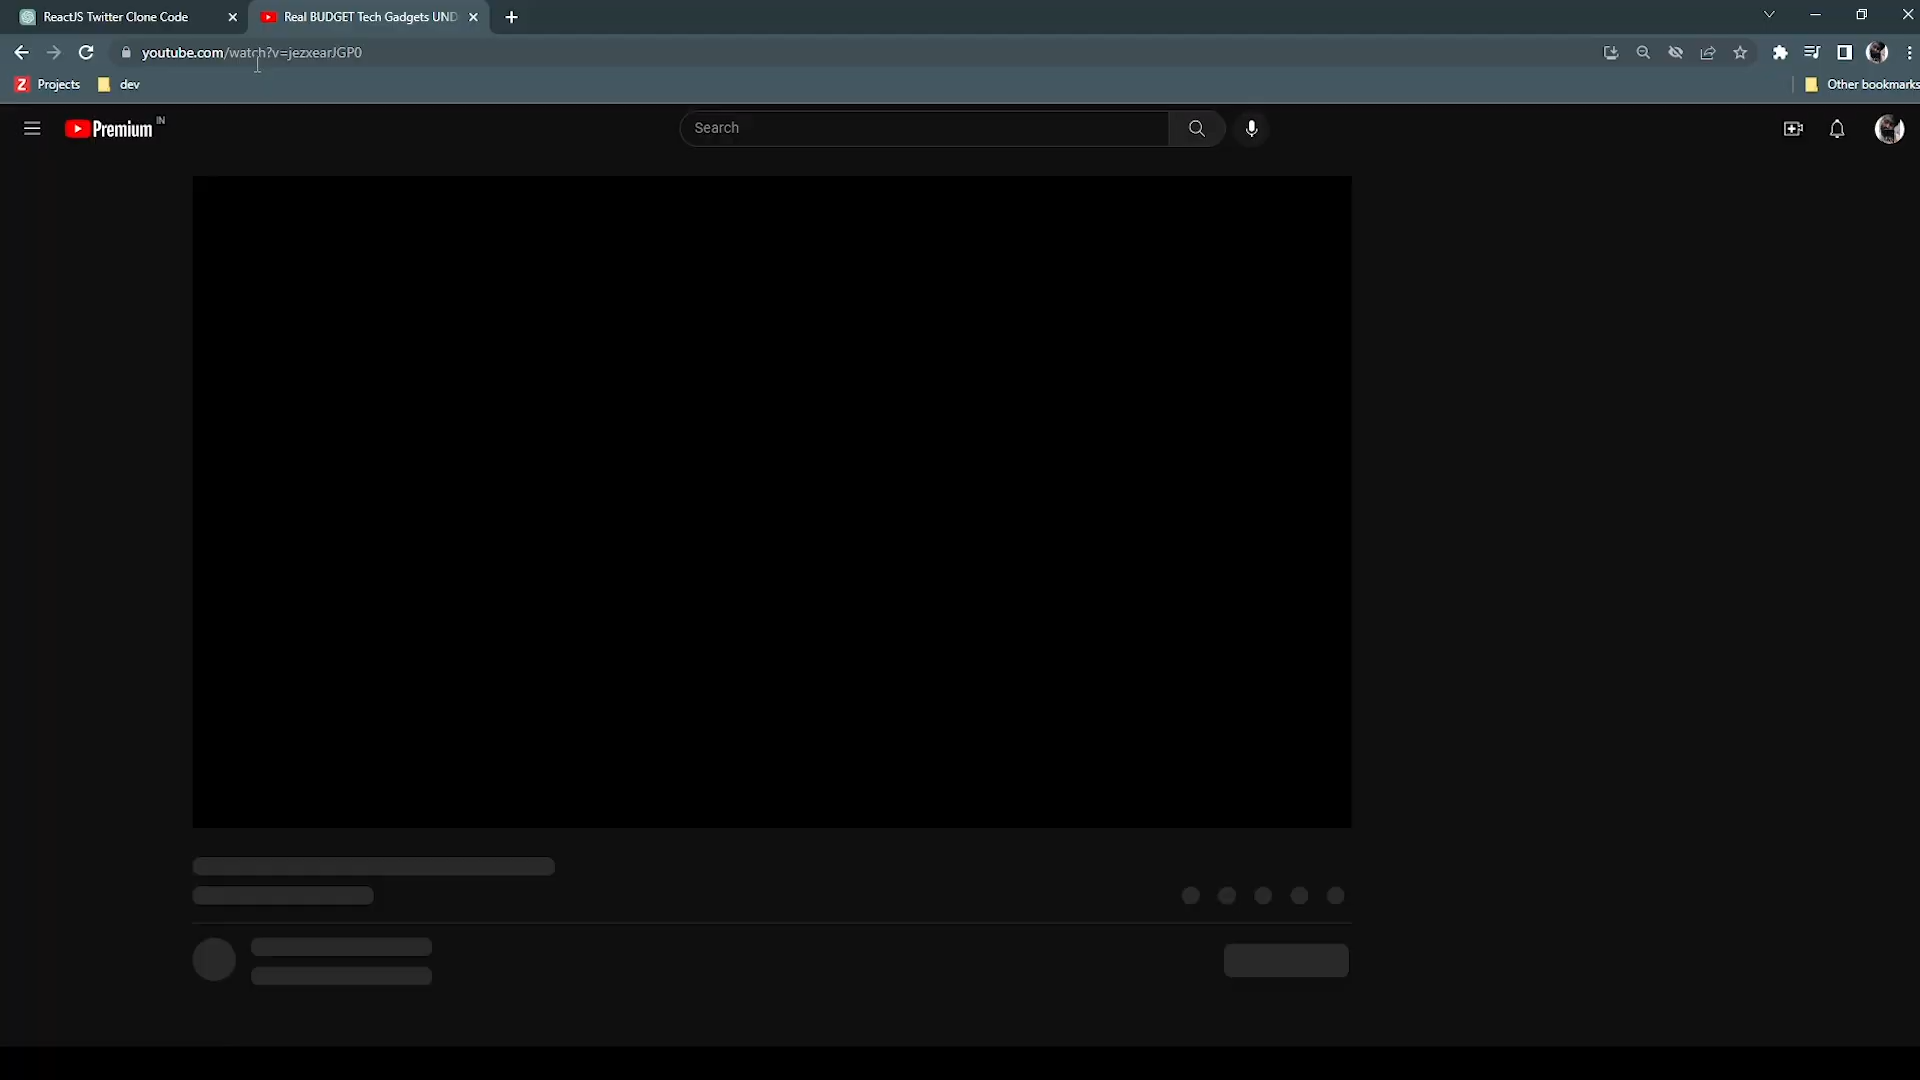 ReactJS Twitter Clone Code
Real BUDGET Tech Gadgets UND
youtube.com/watch?v=jezxearJGP0
Z Projects
dev
Other bookmarks
Premium IN
Search